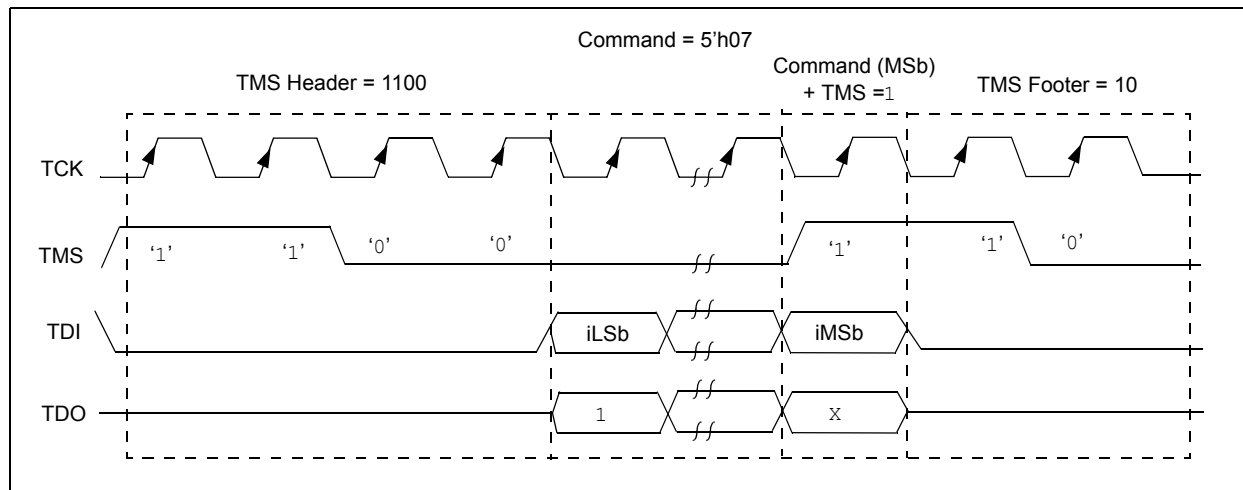 Command = 5'h07
TMS Header = 1100
Command (MSb)
+ TMS =1
TMS Footer = 10
TCK
TMS
‘1’
‘1’
‘0’
‘0’
‘1’
‘1’
‘0’
TDI
iLSb
iMSb
TDO
1
X